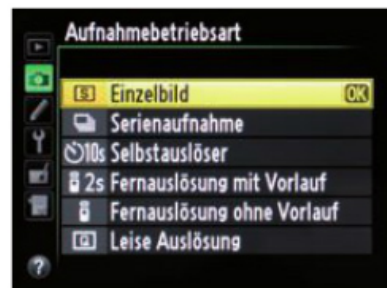 Aufnahmebetriebsart
S Einzelbild OK
Serienaufnahme
10s Selbstauslöser
2s Fernauslösung mit Vorlauf
Fernauslösung ohne Vorlauf
Q Leise Auslösung
?